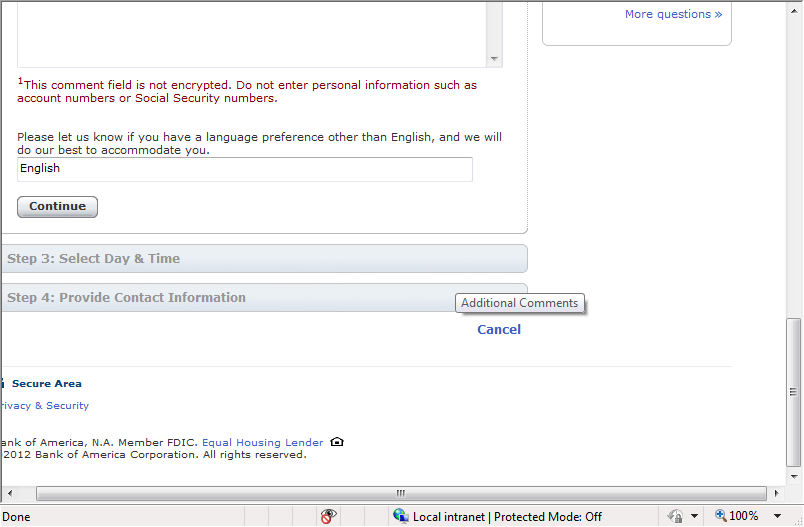 More questions »
1This comment field is not encrypted. Do not enter personal information such as
account numbers or Social Security numbers.
Please let us know if you have a language preference other than English, and we will
do our best to accommodate you.
English
Continue
Step 3: Select Day & Time
Step 4: Provide Contact Information
Additional Comments
Cancel
Secure Area
rivacy & Security
ank of America, N.A. Member FDIC. Equal Housing Lender
2012 Bank of America Corporation. All rights reserved.
Done
Local intranet | Protected Mode: Off
100%